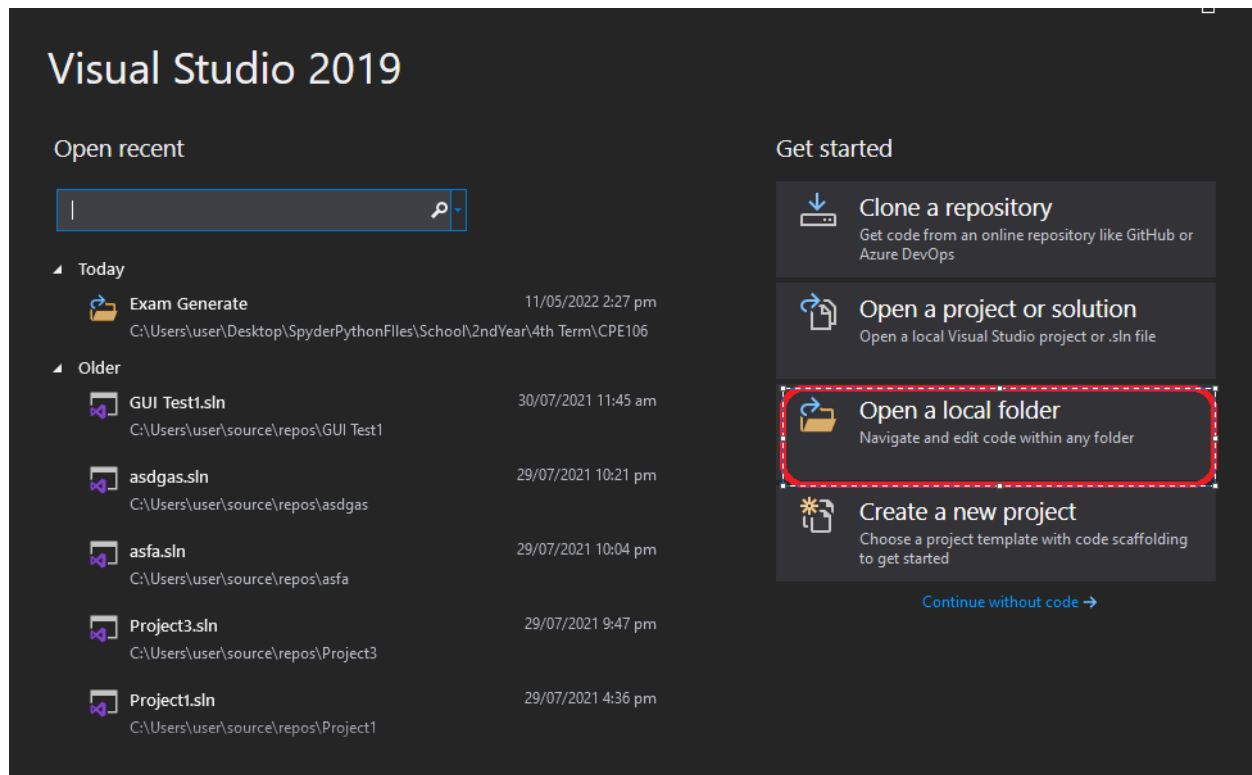 Visual Studio 2019
Open recent
Today
Exam Generate 11/05/2022 2:27 pm
C:\Users\user\Desktop\SpyderPythonFIles\School\2ndYear\4th Term\CPE106
Older
GUI Test1.sln 30/07/2021 11:45 am
C:\Users\user\source\repos\GUI Test1
asdgas.sln 29/07/2021 10:21 pm
C:\Users\user\source\repos\asdgas
asfa.sln 29/07/2021 10:04 pm
C:\Users\user\source\repos\asfa
Project3.sln 29/07/2021 9:47 pm
C:\Users\user\source\repos\Project3
Project1.sln 29/07/2021 4:36 pm
C:\Users\user\source\repos\Project1
Get started
Clone a repository
Get code from an online repository like GitHub or
Azure DevOps
Open a project or solution
Open a local Visual Studio project or .sln file
Open a local folder
Navigate and edit code within any folder
Create a new project
Choose a project template with code scaffolding
to get started
Continue without code →